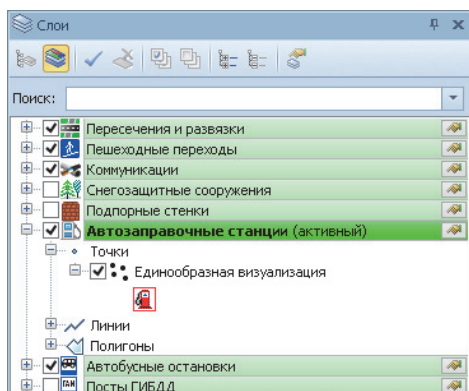 Слои
Поиск:
Пересечения и развязки
Пешеходные переходы
Коммуникации
Снегозащитные сооружения
Подпорные стенки
Автозаправочные станции (активный)
Точки
Единообразная визуализация
Линии
Полигоны
Автобусные остановки
Посты ГИБДД